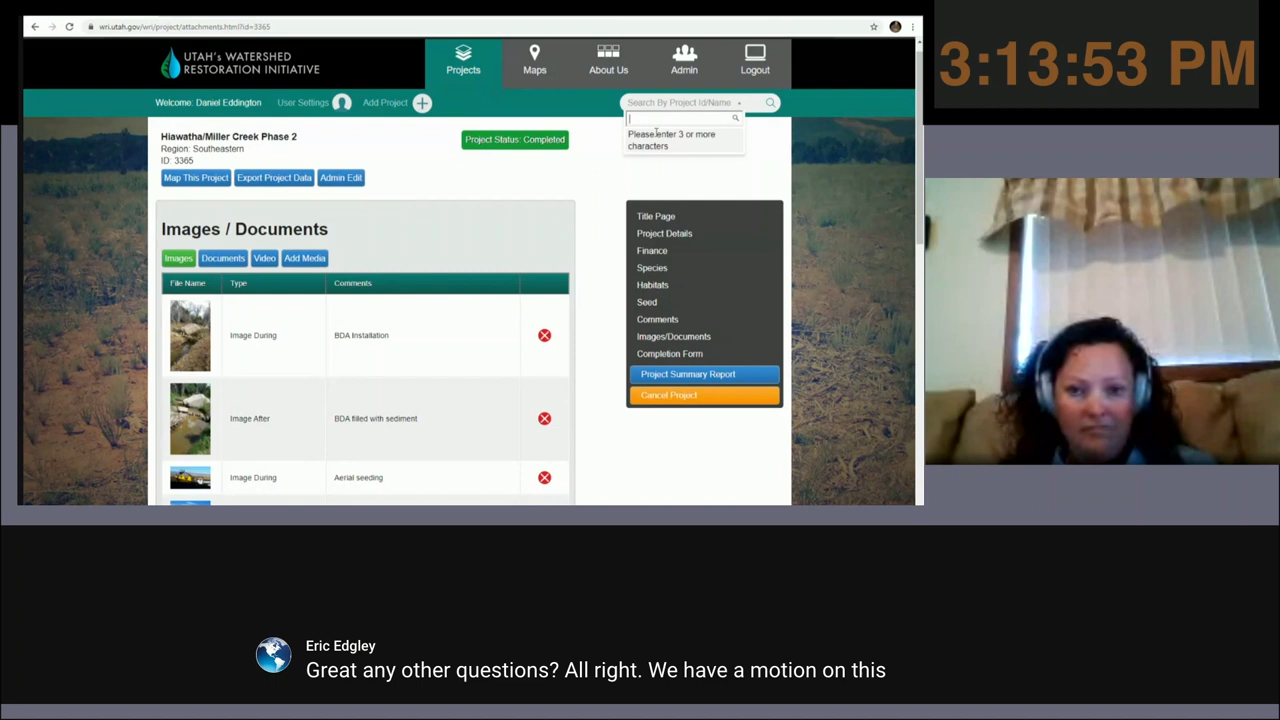 wri.utah.gov/wri/project/attachments.html?id=3365
3:13:53 PM
UTAH's WATERSHED
RESTORATION INITIATIVE
Projects
Maps
About Us
Admin
Logout
Welcome: Daniel Eddington
User Settings
Add Project
Search By Project Id/Name
Please enter 3 or more
characters
Hiawatha/Miller Creek Phase 2
Region: Southeastern
ID: 3365
Project Status: Completed
Map This Project
Export Project Data
Admin Edit
Images / Documents
Images
Documents
Video
Add Media
File Name
Type
Comments
Image During
BDA Installation
Image After
BDA filled with sediment
Image During
Aerial seeding
Title Page
Project Details
Finance
Species
Habitats
Seed
Comments
Images/Documents
Completion Form
Project Summary Report
Cancel Project
Eric Edgley
Great any other questions? All right. We have a motion on this